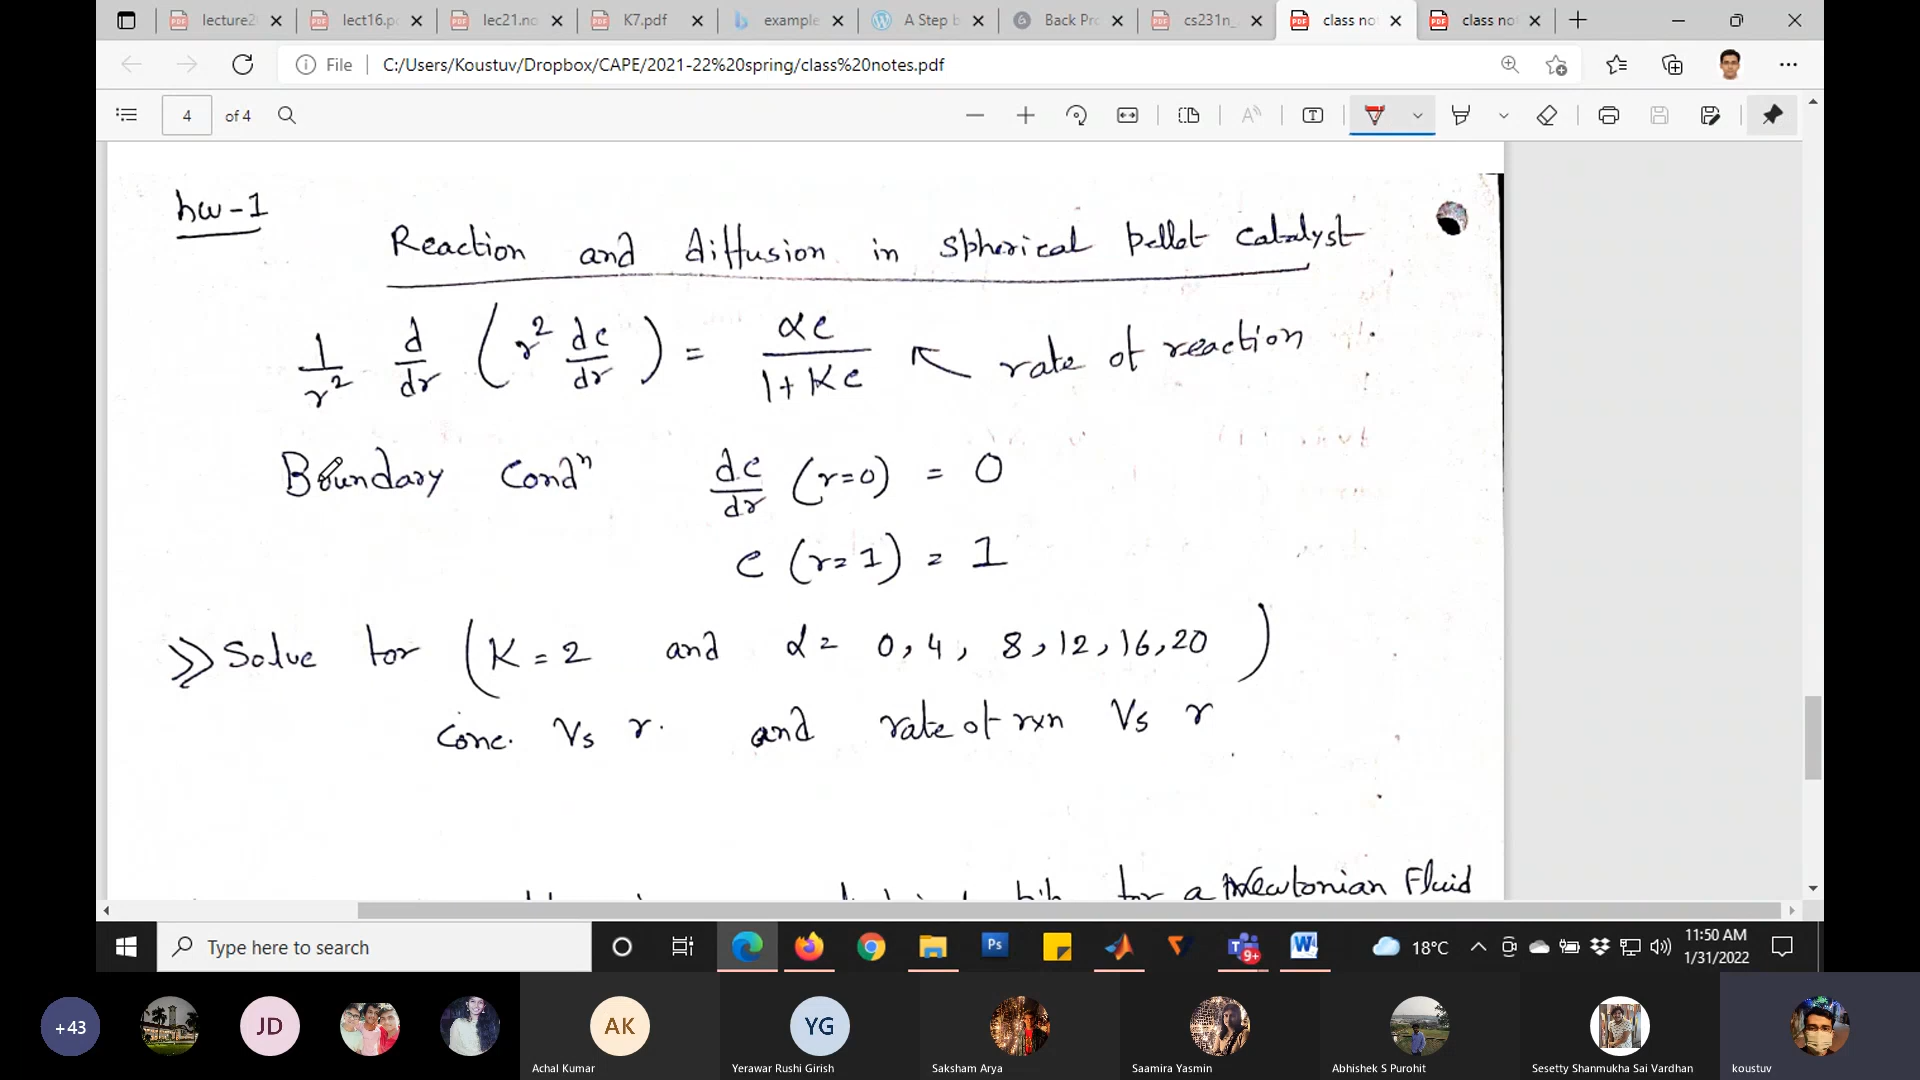 lecture2
lect16.p
lec21.no
K7.pdf
example
A Step b
Back Pro
cs231n_
class no
class no
File
C:/Users/Koustuv/Dropbox/CAPE/2021-22%20spring/class%20notes.pdf
4 of 4
hw-1
Reaction and diffusion in spherical pellet catalyst
1/r² d/dr (r² dc/dr) = αc/1+Kc ↖ rate of reaction
Boundary Condⁿ dc/dr (r=0) = 0
c (r=1) = 1
>> Solve for (K = 2 and α = 0, 4, 8, 12, 16, 20)
Conc. Vs r. and rate of rxn Vs r
for a Newtonian Fluid
Type here to search
Ps
9+
18°C
11:50 AM
1/31/2022
+43
JD
AK
Achal Kumar
YG
Yerawar Rushi Girish
Saksham Arya
Saamira Yasmin
Abhishek S Purohit
Sesetty Shanmukha Sai Vardhan
koustuv